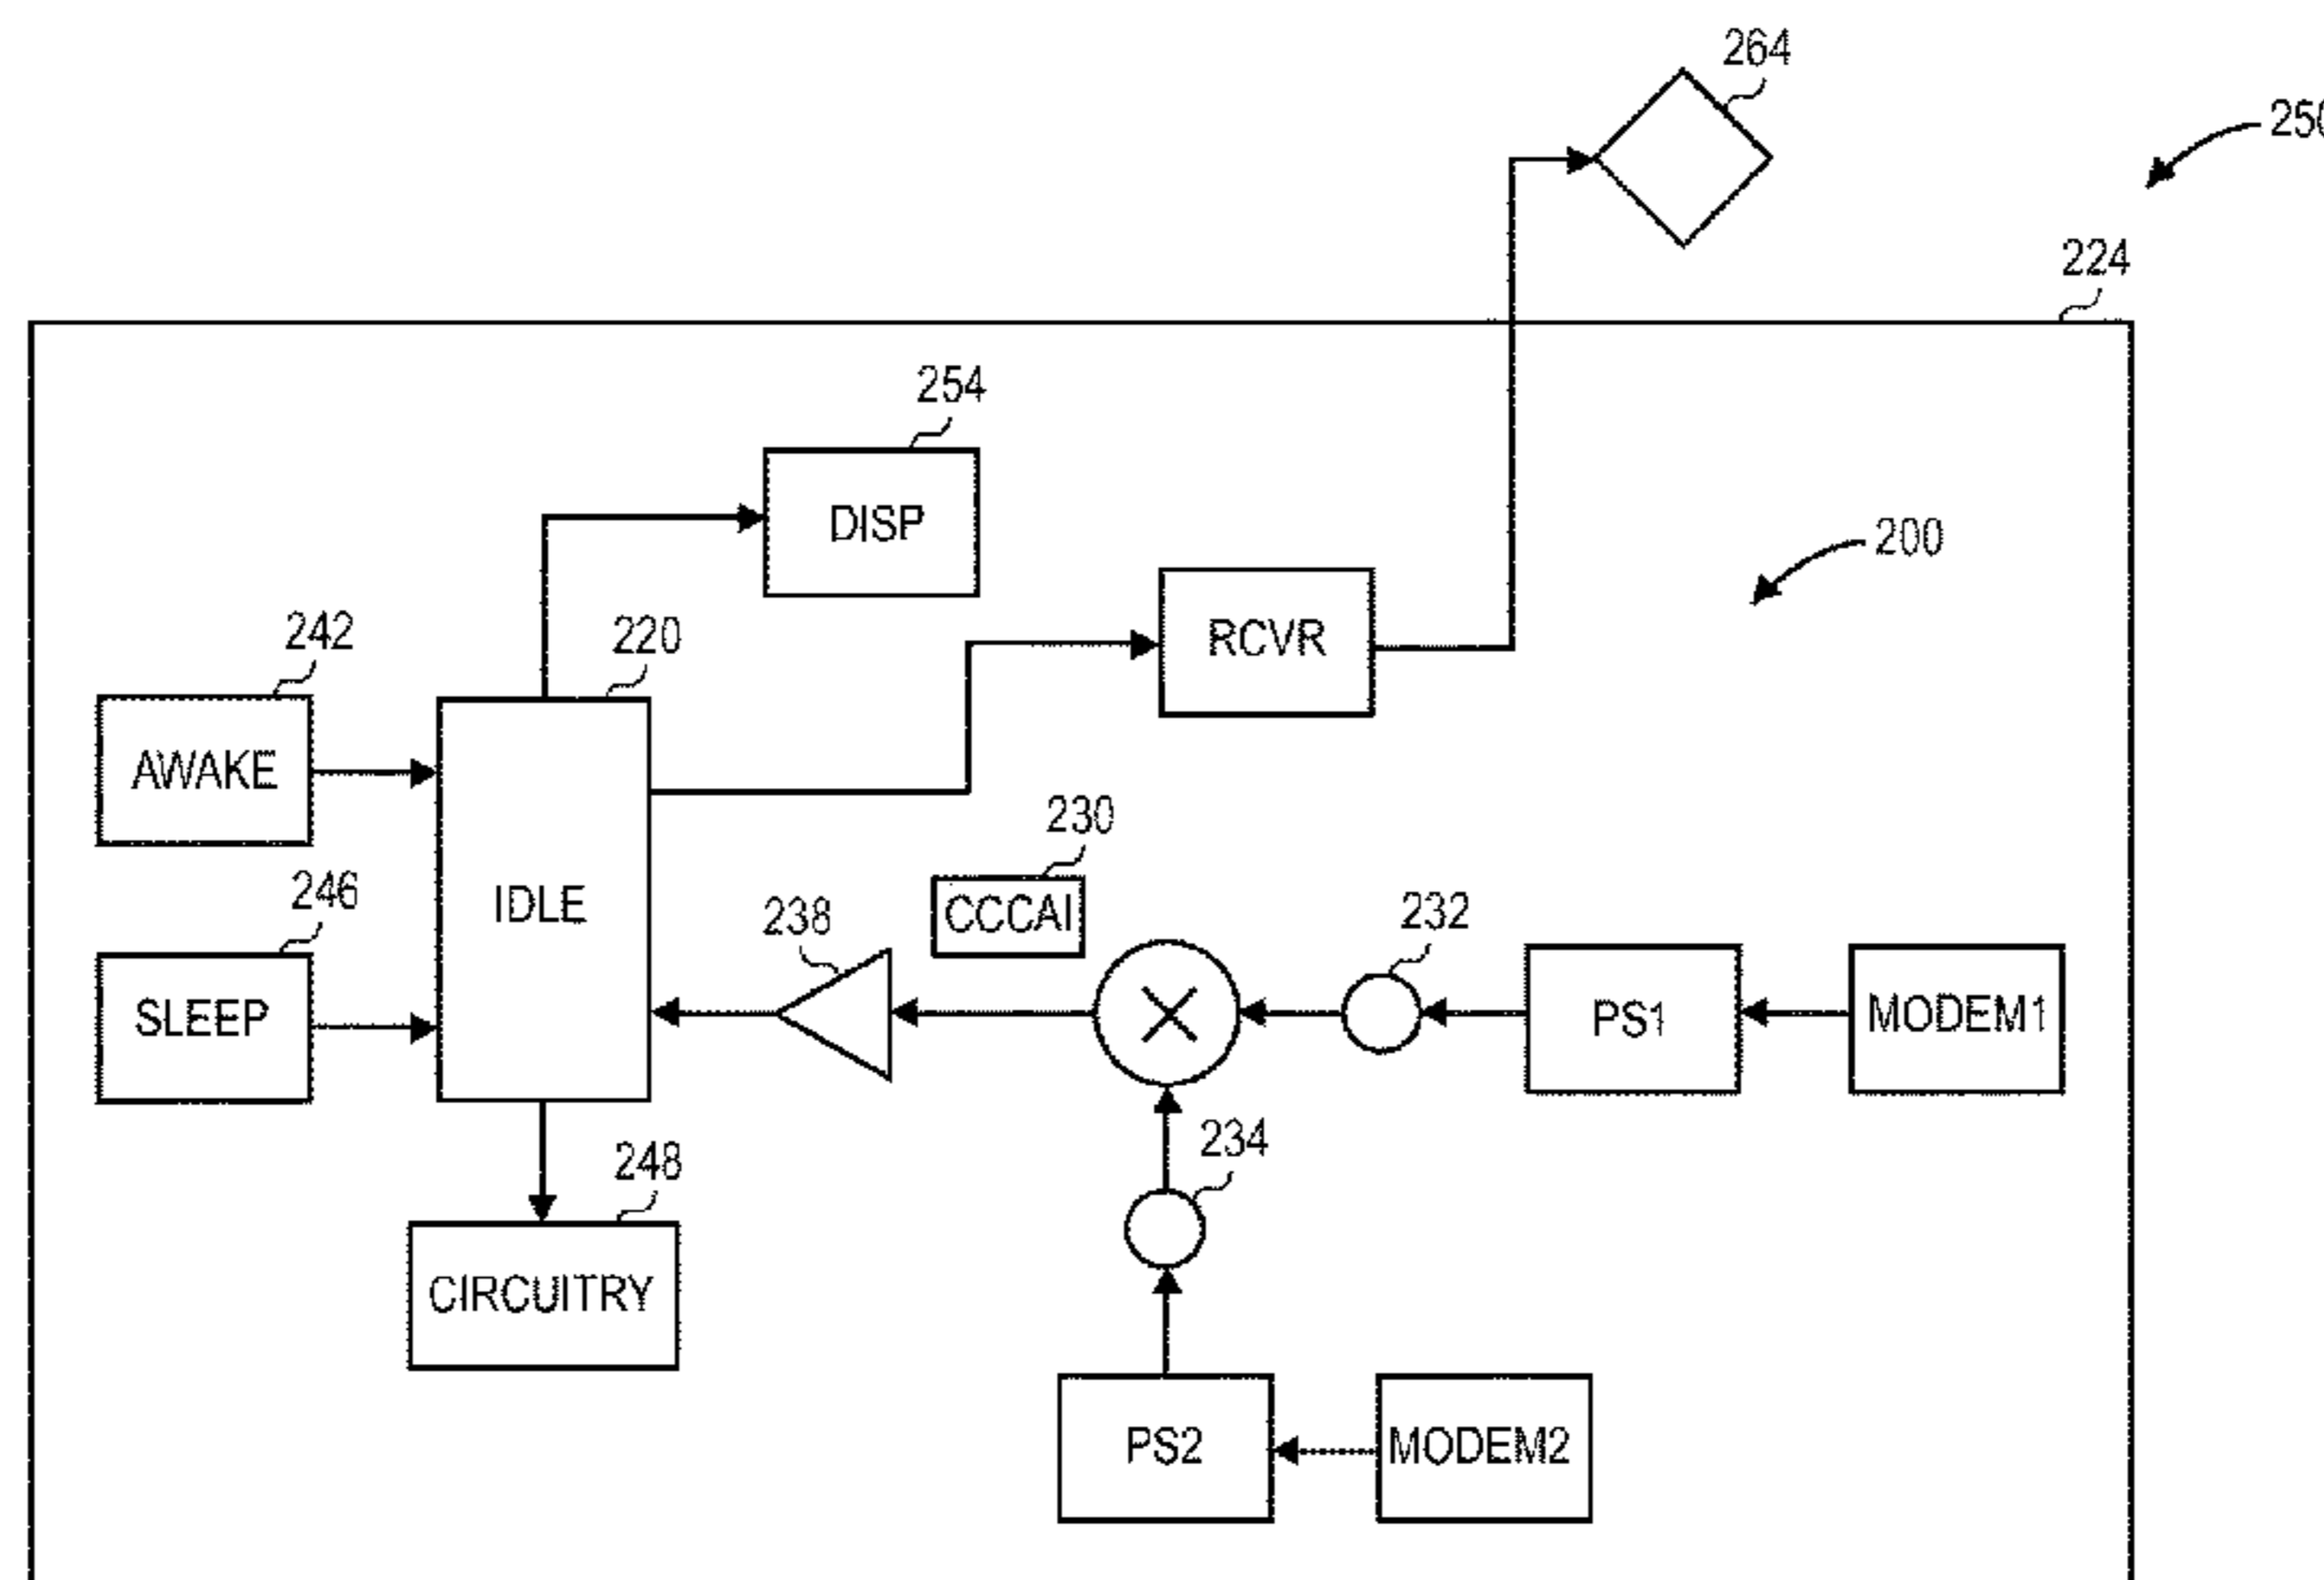 264
250
224
254
DISP
200
242
220
RCVR
AWAKE
230
246
IDLE
238
CCCAI
232
SLEEP
PS1
MODEM1
234
248
CIRCUITRY
PS2
MODEM2